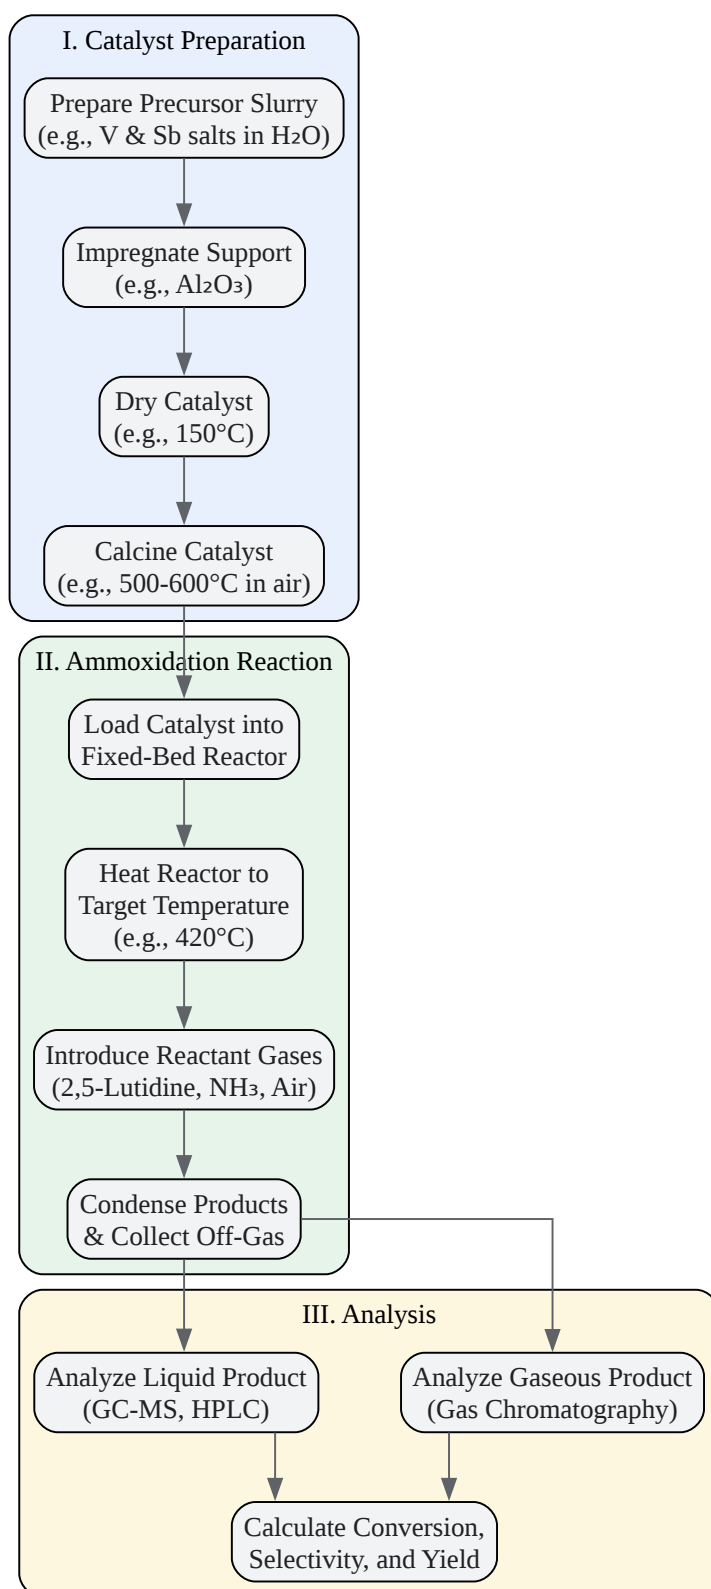 I. Catalyst Preparation
Prepare Precursor Slurry
(e.g., V & Sb salts in H₂O)
Impregnate Support
(e.g., Al₂O₃)
Dry Catalyst
(e.g., 150°C)
Calcine Catalyst
(e.g., 500-600°C in air)
II. Ammoxidation Reaction
Load Catalyst into
Fixed-Bed Reactor
Heat Reactor to
Target Temperature
(e.g., 420°C)
Introduce Reactant Gases
(2,5-Lutidine, NH₃, Air)
Condense Products
& Collect Off-Gas
III. Analysis
Analyze Liquid Product
(GC-MS, HPLC)
Analyze Gaseous Product
(Gas Chromatography)
Calculate Conversion,
Selectivity, and Yield